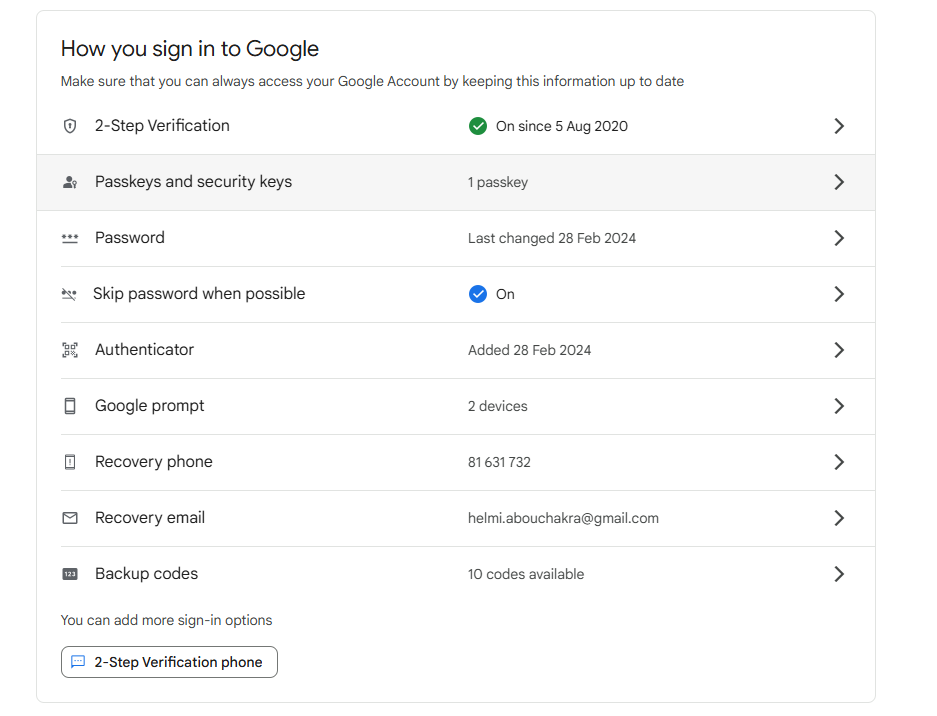 How you sign in to Google
Make sure that you can always access your Google Account by keeping this information up to date
2-Step Verification On since 5 Aug 2020
Passkeys and security keys 1 passkey
*** Password Last changed 28 Feb 2024
Skip password when possible On
Authenticator Added 28 Feb 2024
Google prompt 2 devices
Recovery phone 81 631 732
Recovery email helmi.abouchakra@gmail.com
123 Backup codes 10 codes available
You can add more sign-in options
2-Step Verification phone